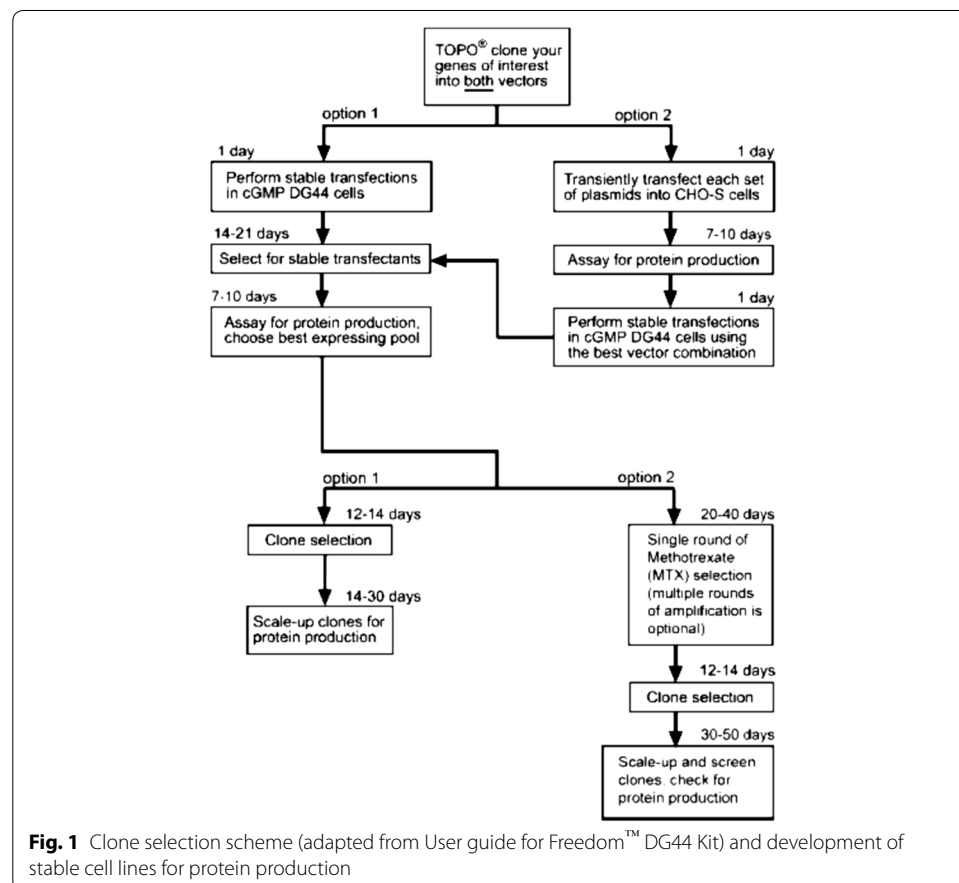 TOPO® clone your
genes of interest
into both vectors
option 1
option 2
1 day
Perform stable transfections
in cGMP DG44 cells
14-21 days
Select for stable transfectants
7-10 days
Assay for protein production,
choose best expressing pool
1 day
Transiently transfect each set
of plasmids into CHO-S cells
7-10 days
Assay for protein production
1 day
Perform stable transfections
in cGMP DG44 cells using
the best vector combination
option 1
option 2
12-14 days
Clone selection
14-30 days
Scale-up clones for
protein production
20-40 days
Single round of
Methotrexate
(MTX) selection
(multiple rounds
of amplification is
optional)
12-14 days
Clone selection
30-50 days
Scale-up and screen
clones. check for
protein production
Fig. 1 Clone selection scheme (adapted from User guide for Freedom™ DG44 Kit) and development of
stable cell lines for protein production